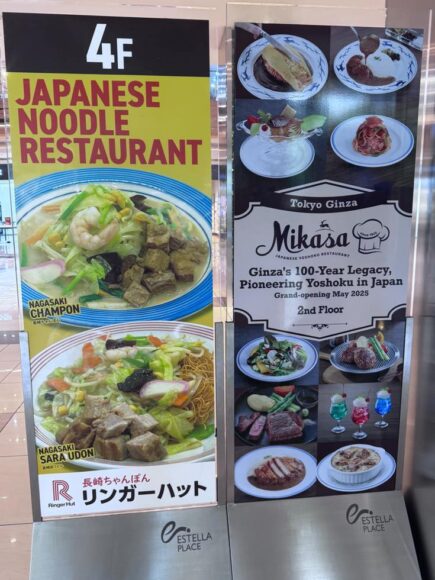 4F
JAPANESE
NOODLE
RESTAURANT
NAGASAKI
CHAMPON
NAGASAKI
SARA UDON
長崎ちゃんぽん
リンガーハット
R
RingerHut
ESTELLA
PLACE
Tokyo Ginza
Mikasa
JAPANESE YOSHOKU RESTAURANT
Ginza's 100-Year Legacy,
Pioneering Yoshoku in Japan
Grand-opening May 2025
2nd Floor
ESTELLA
PLACE